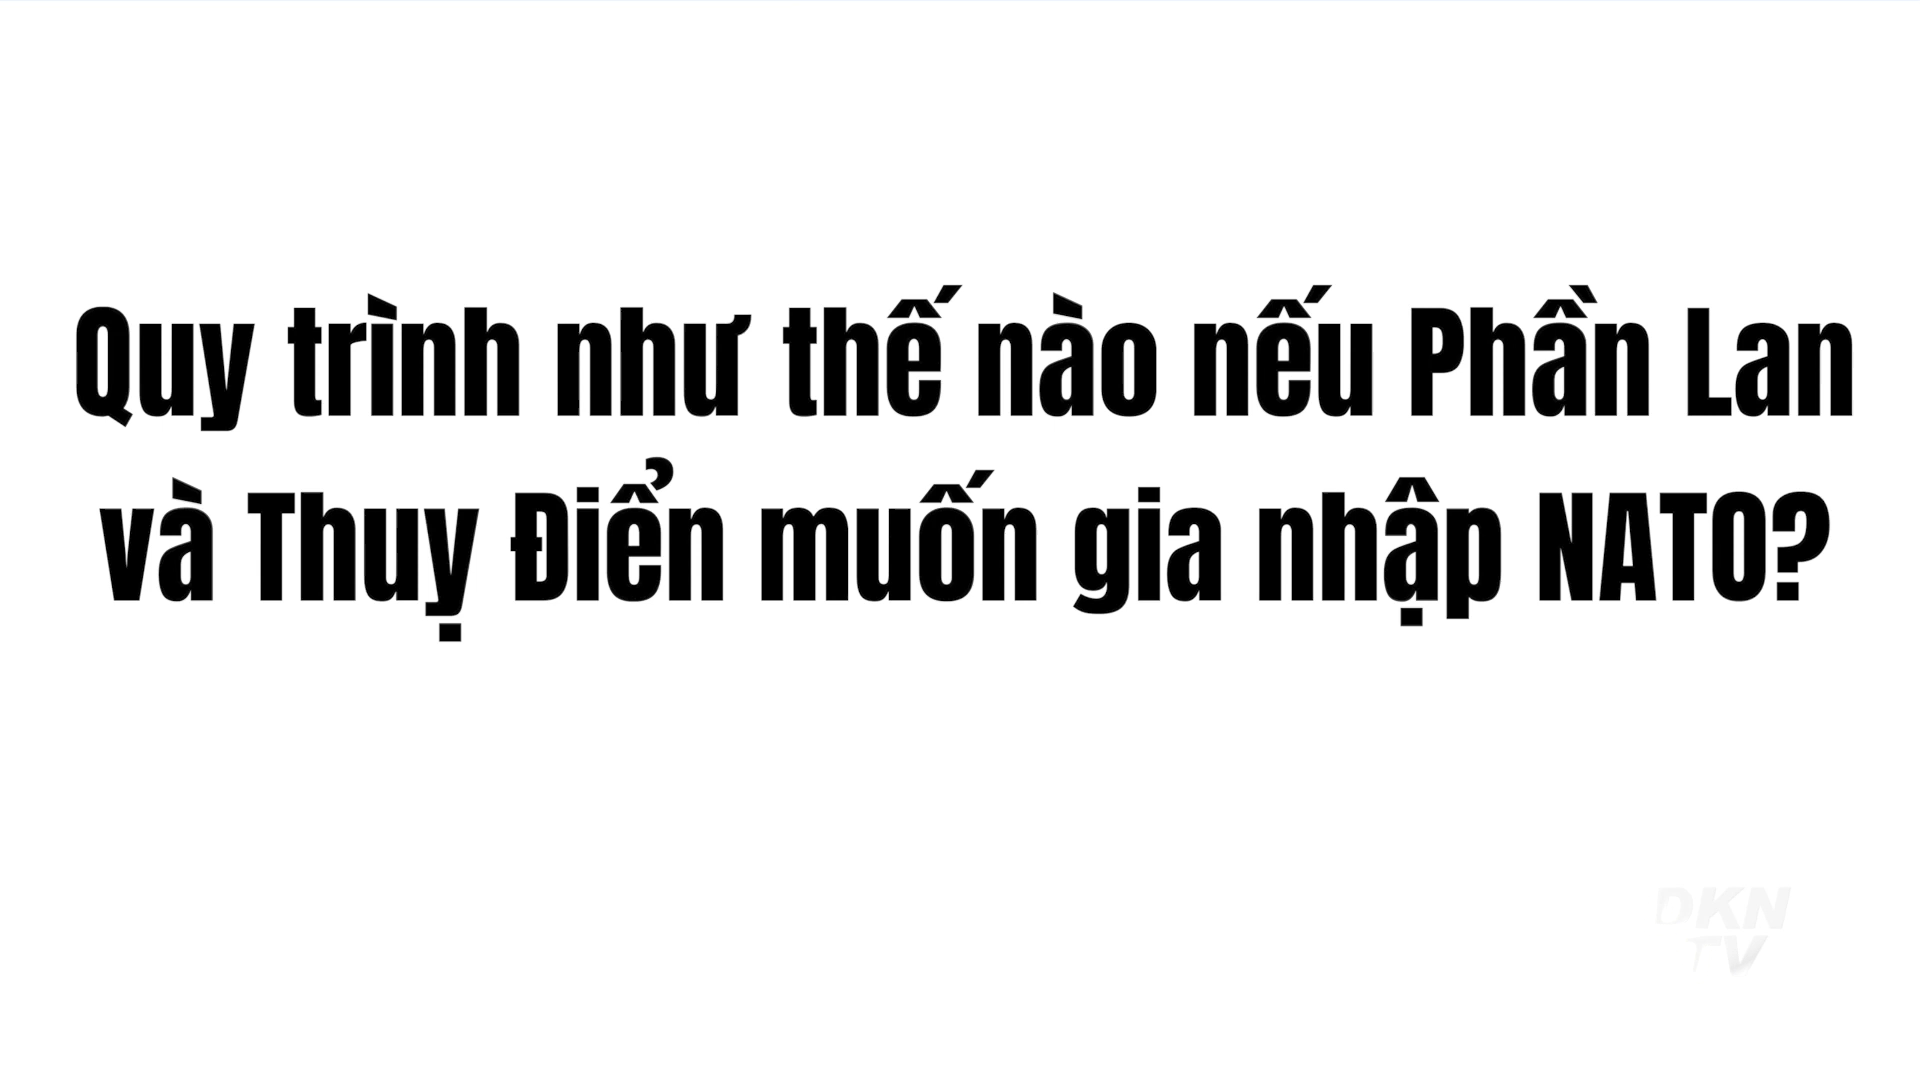 Quy trình như thế nào nếu Phần Lan
và Thuỵ Điển muốn gia nhập NATO?
DKN
TV